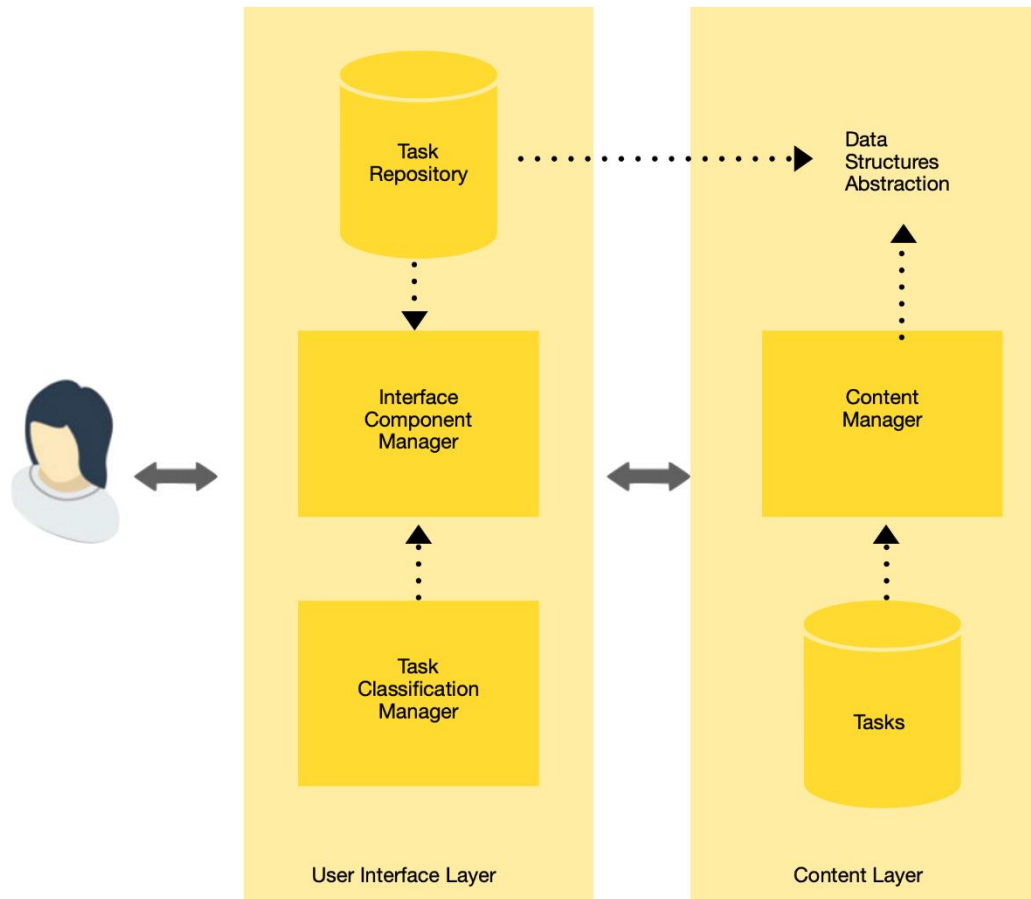 Task
Repository
Data
Structures
Abstraction
Interface
Component
Manager
Content
Manager
Task
Classification
Manager
Tasks
User Interface Layer
Content Layer